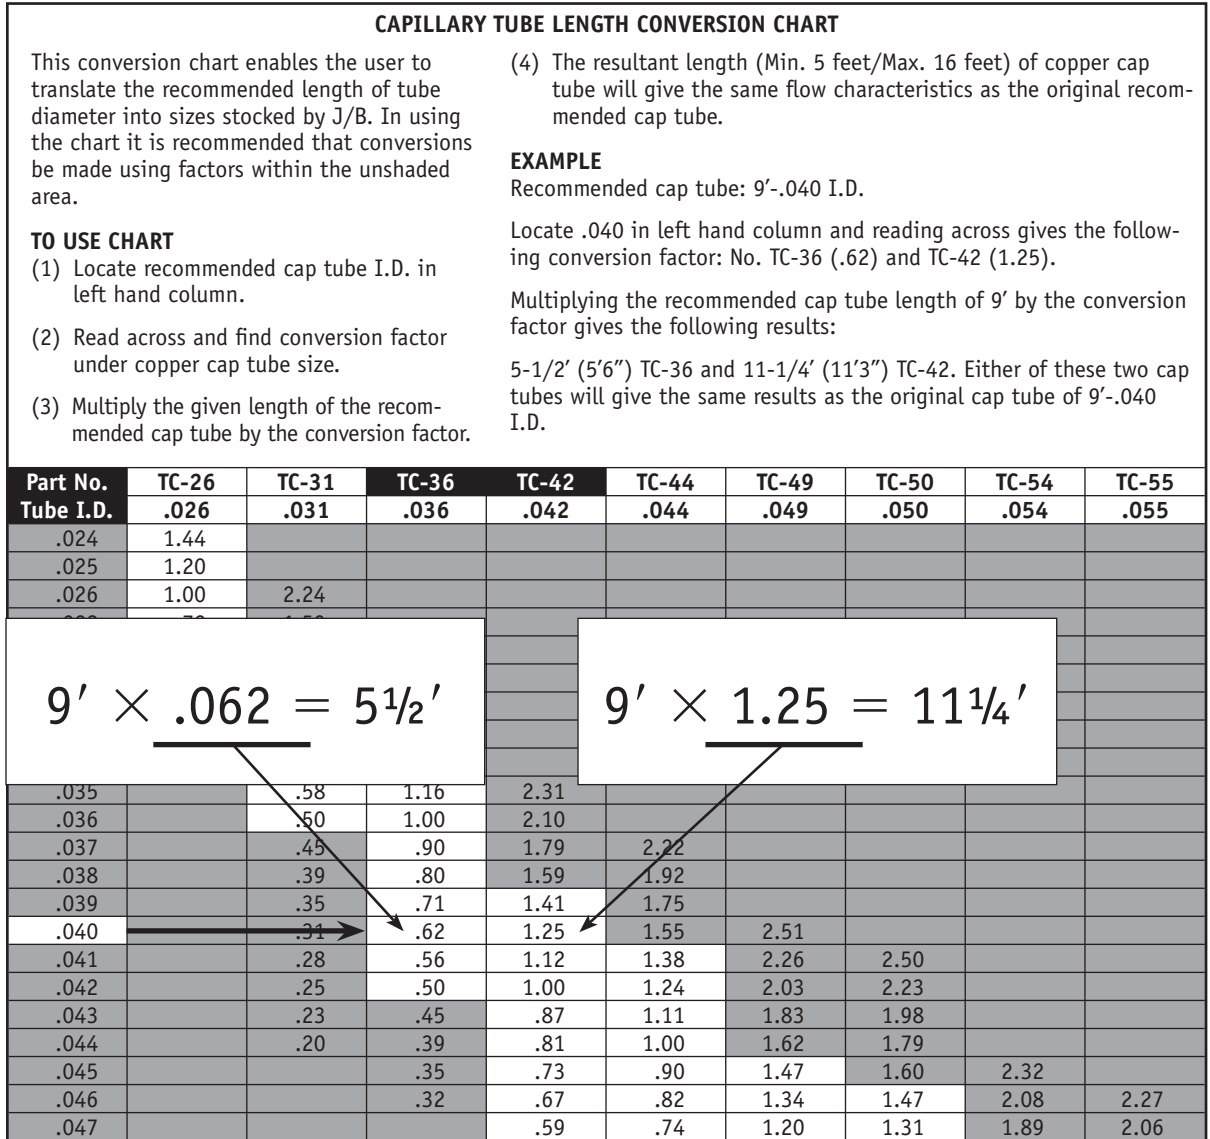 CAPILLARY TUBE LENGTH CONVERSION CHART
This conversion chart enables the user to
translate the recommended length of tube
diameter into sizes stocked by J/B. In using
the chart it is recommended that conversions
be made using factors within the unshaded
area.
TO USE CHART
(1) Locate recommended cap tube I.D. in
left hand column.
(2) Read across and find conversion factor
under copper cap tube size.
(3) Multiply the given length of the recom-
mended cap tube by the conversion factor.
(4) The resultant length (Min. 5 feet/Max. 16 feet) of copper cap
tube will give the same flow characteristics as the original recom-
mended cap tube.
EXAMPLE
Recommended cap tube: 9′-.040 I.D.
Locate .040 in left hand column and reading across gives the follow-
ing conversion factor: No. TC-36 (.62) and TC-42 (1.25).
Multiplying the recommended cap tube length of 9′ by the conversion
factor gives the following results:
5-1/2′ (5′6″) TC-36 and 11-1/4′ (11′3″) TC-42. Either of these two cap
tubes will give the same results as the original cap tube of 9′-.040
I.D.
Part No. TC-26 TC-31 TC-36 TC-42 TC-44 TC-49 TC-50 TC-54 TC-55
Tube I.D. .026 .031 .036 .042 .044 .049 .050 .054 .055
.024 1.44
.025 1.20
.026 1.00 2.24
9′ × .062 = 5½′
9′ × 1.25 = 11¼′
.035 .58 1.16 2.31
.036 .50 1.00 2.10
.037 .45 .90 1.79 2.22
.038 .39 .80 1.59 1.92
.039 .35 .71 1.41 1.75
.040 .31 .62 1.25 1.55 2.51
.041 .28 .56 1.12 1.38 2.26 2.50
.042 .25 .50 1.00 1.24 2.03 2.23
.043 .23 .45 .87 1.11 1.83 1.98
.044 .20 .39 .81 1.00 1.62 1.79
.045 .35 .73 .90 1.47 1.60 2.32
.046 .32 .67 .82 1.34 1.47 2.08 2.27
.047 .59 .74 1.20 1.31 1.89 2.06